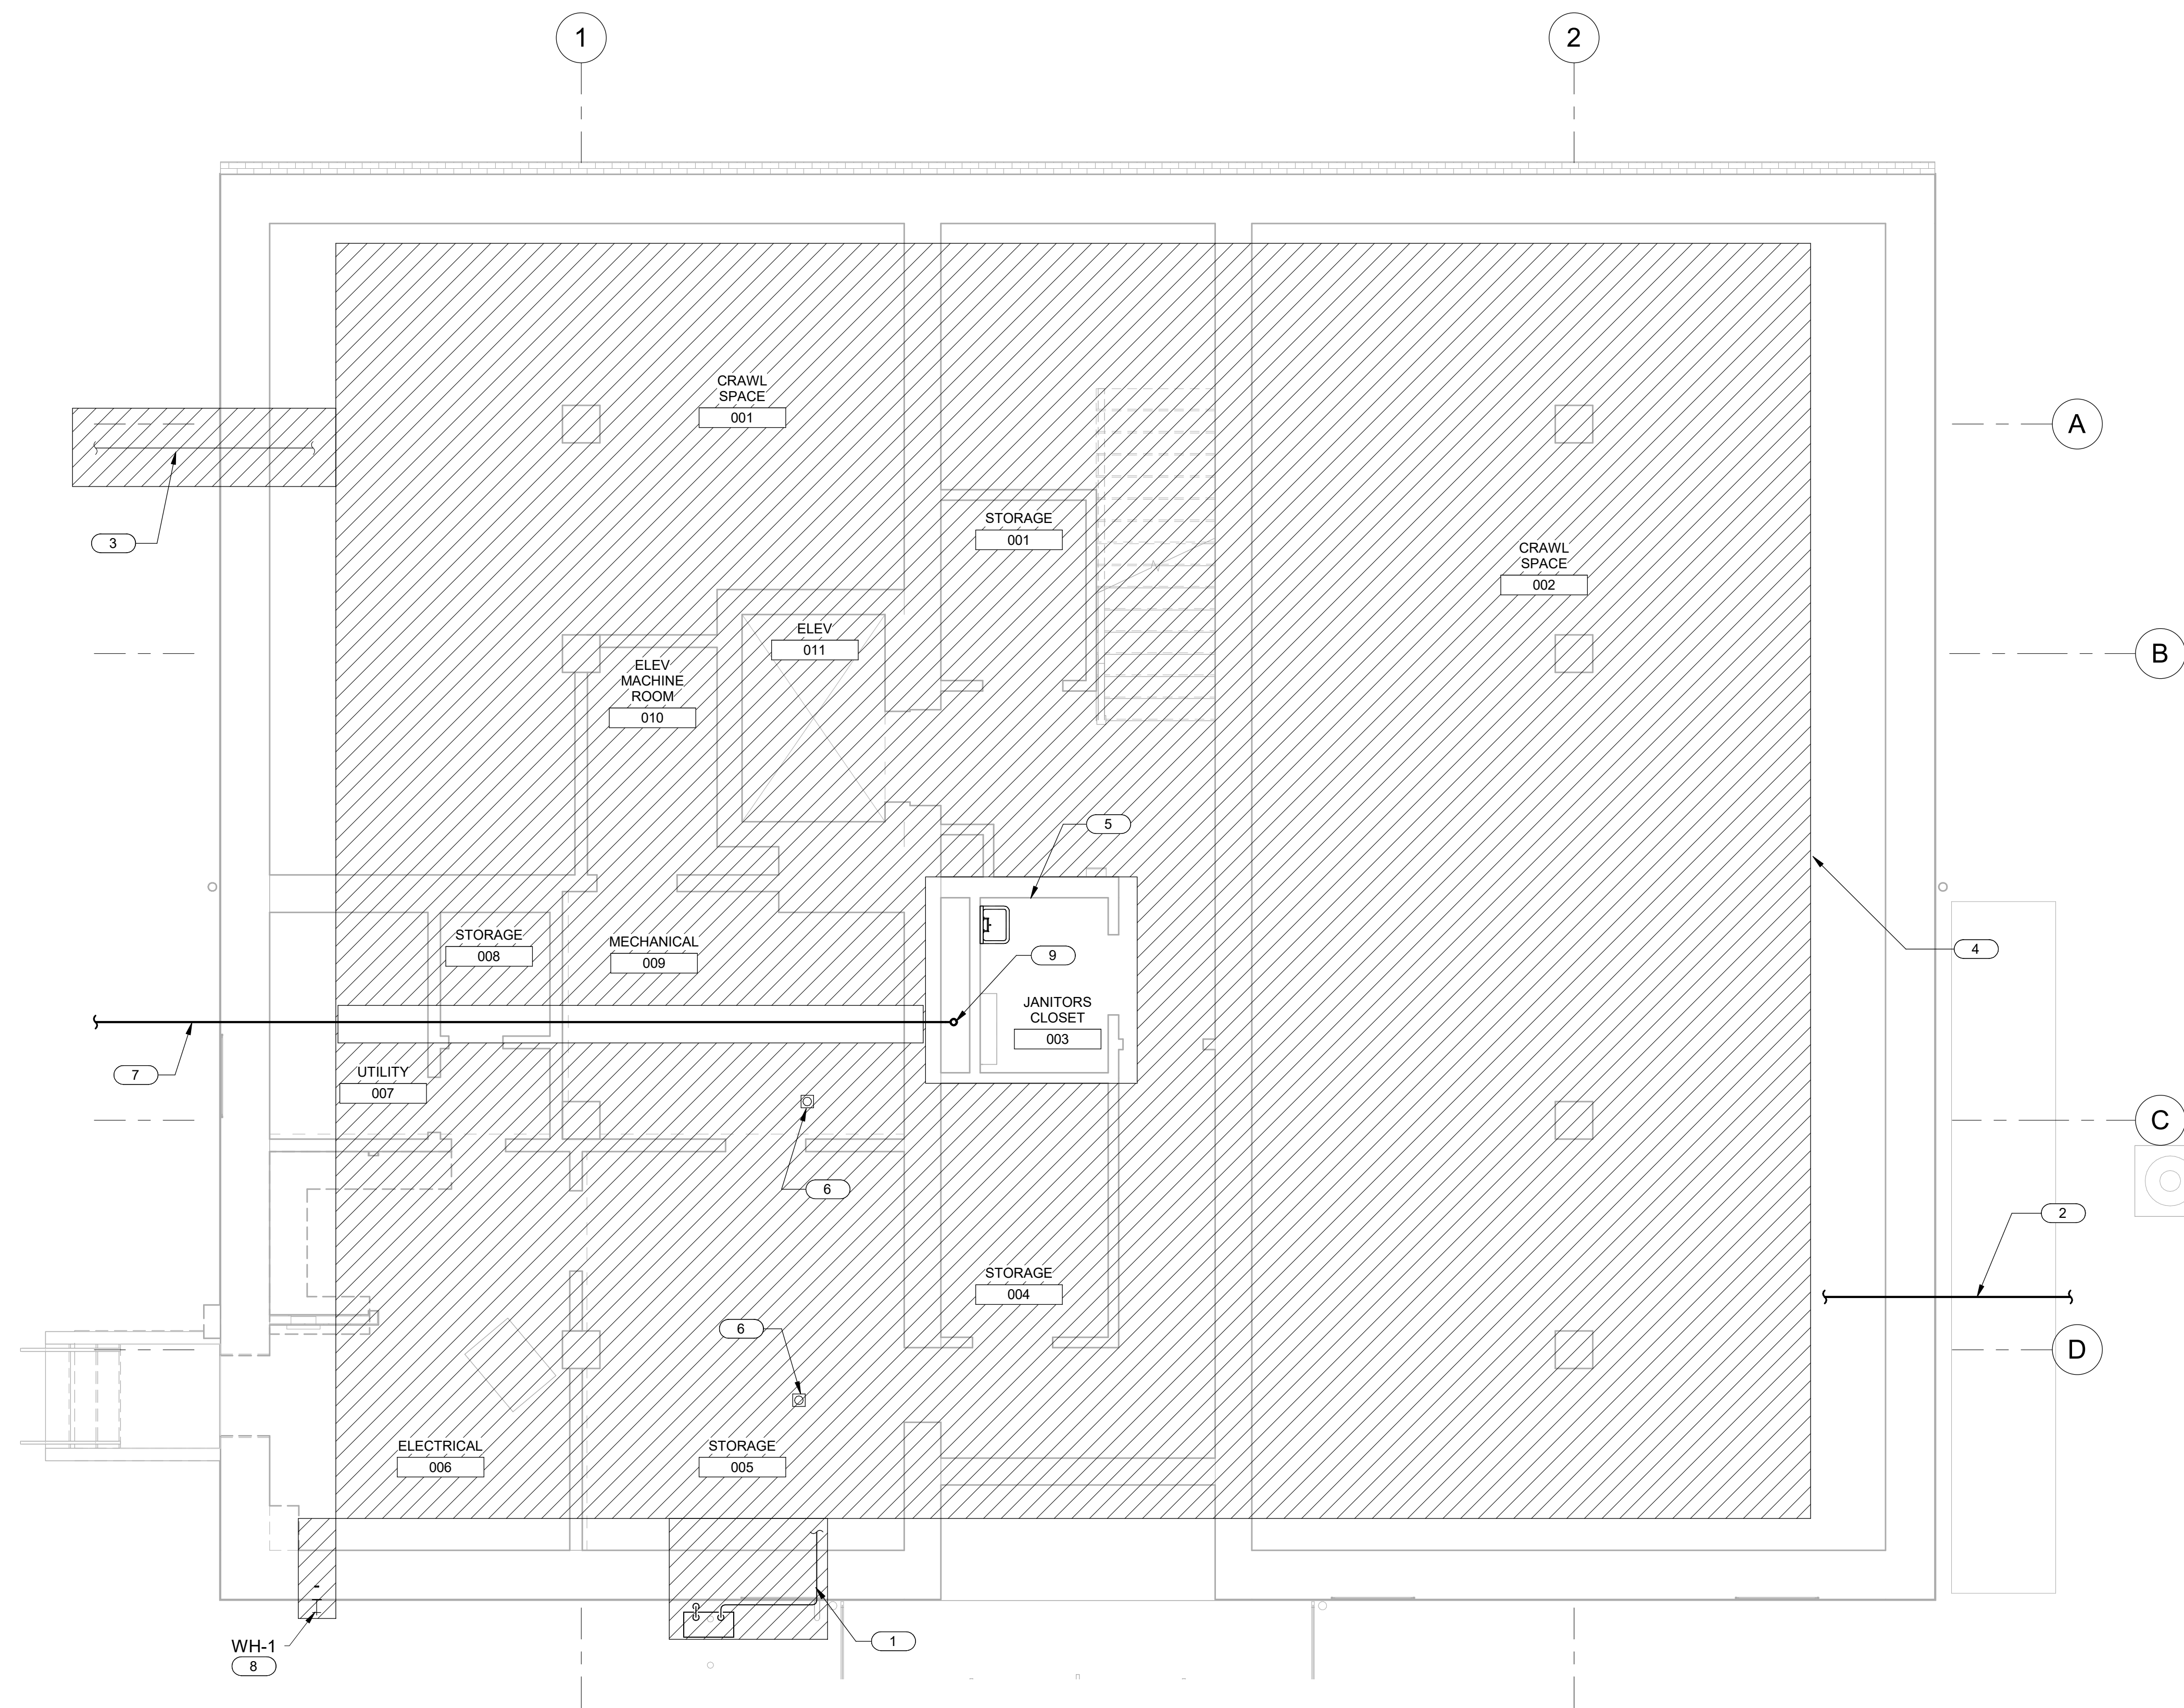 1
2
CRAWL
SPACE
001
A
3
STORAGE
001
CRAWL
SPACE
002
ELEV
011
B
ELEV
MACHINE
ROOM
010
5
STORAGE
008
MECHANICAL
009
9
4
JANITORS
CLOSET
003
7
UTILITY
007
C
6
2
STORAGE
004
6
D
ELECTRICAL
006
STORAGE
005
WH-1
8
1